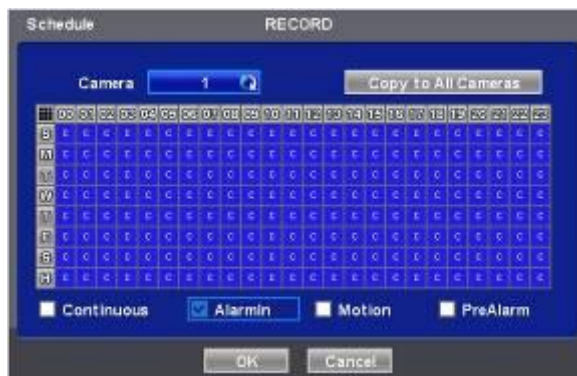 Schedule RECORD
Camera 1 Copy to All Cameras
00 01 02 03 04 05 06 07 08 09 10 11 12 13 14 15 16 17 18 19 20 21 22 23
S C C C C C C C C C C C C C C C C C C C C C C C C
M C C C C C C C C C C C C C C C C C C C C C C C C
T C C C C C C C C C C C C C C C C C C C C C C C C
W C C C C C C C C C C C C C C C C C C C C C C C C
T C C C C C C C C C C C C C C C C C C C C C C C C
F C C C C C C C C C C C C C C C C C C C C C C C C
S C C C C C C C C C C C C C C C C C C C C C C C C
H C C C C C C C C C C C C C C C C C C C C C C C C
Continuous AlarmIn Motion PreAlarm
OK Cancel